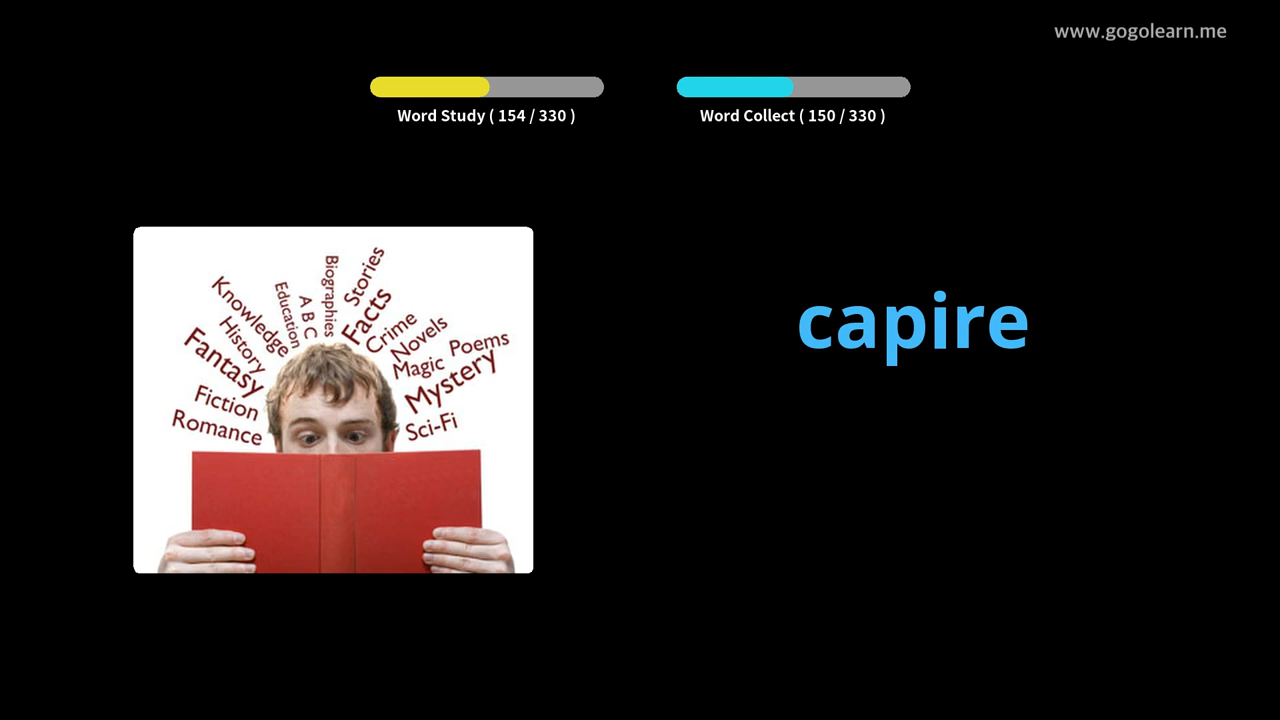 www.gogolearn.me
Word Study ( 154 / 330 )
Word Collect ( 150 / 330 )
Biographies
Stories
Education
A B C
Facts
Knowledge
Crime
History
Novels
Fantasy
Magic
Poems
Mystery
Fiction
Romance
Sci-Fi
capire